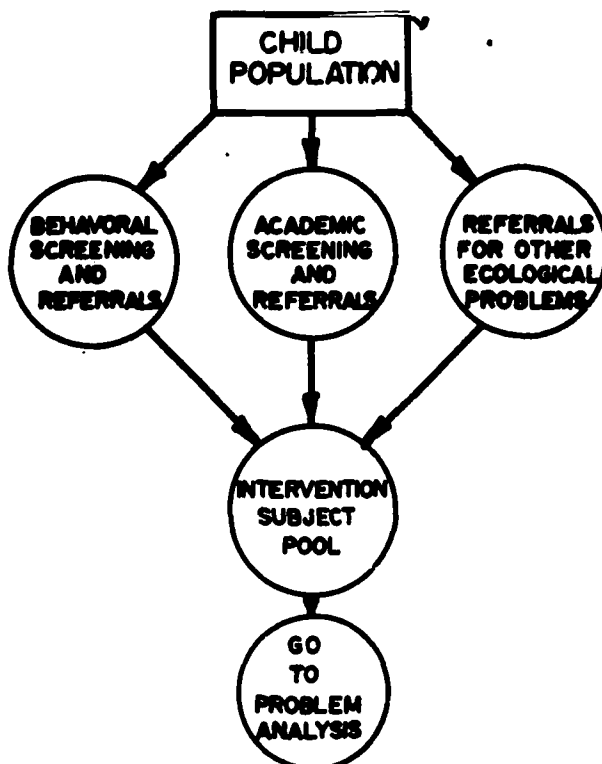 CHILD
POPULATION
BEHAVORAL
SCREENING
AND
REFERRALS
ACADEMIC
SCREENING
AND
REFERRALS
REFERRALS
FOR OTHER
ECOLOGICAL
PROBLEMS
INTERVENTION
SUBJECT
POOL
GO
TO
PROBLEM
ANALYSIS